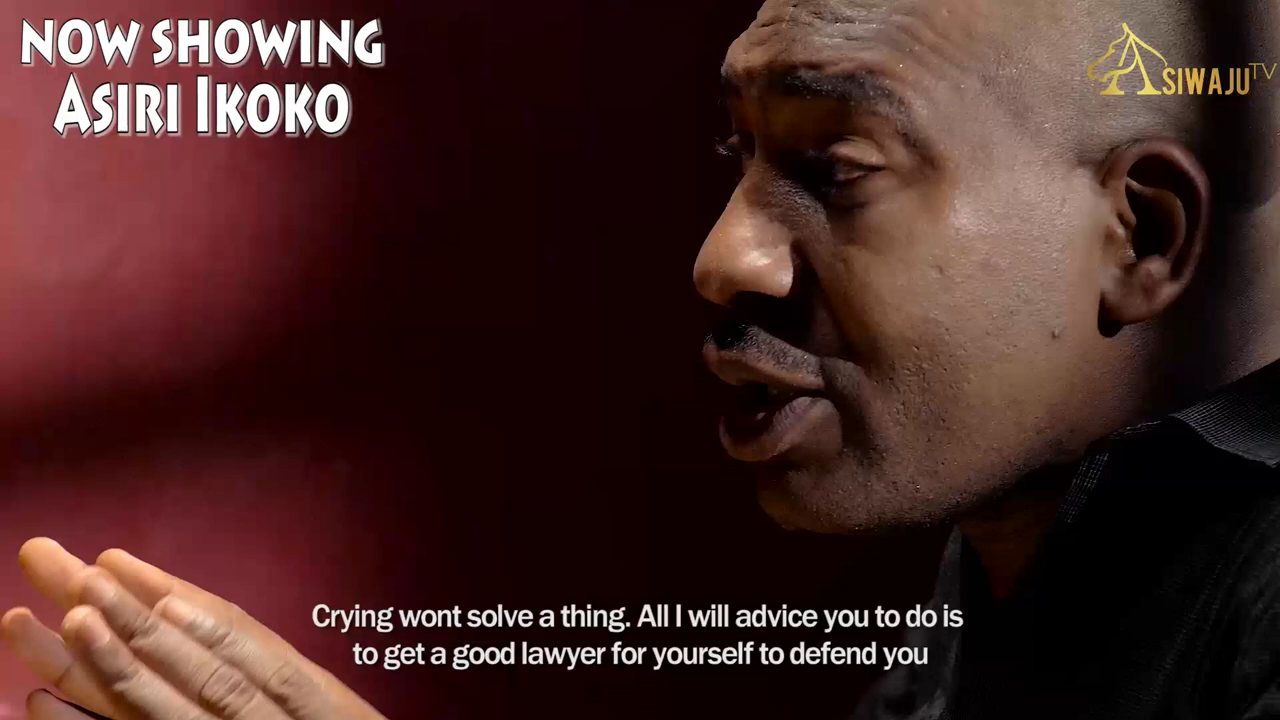 NOW SHOWING
ASIRI IKOKO
ASIWAJU TV
Crying wont solve a thing. All I will advice you to do is
to get a good lawyer for yourself to defend you